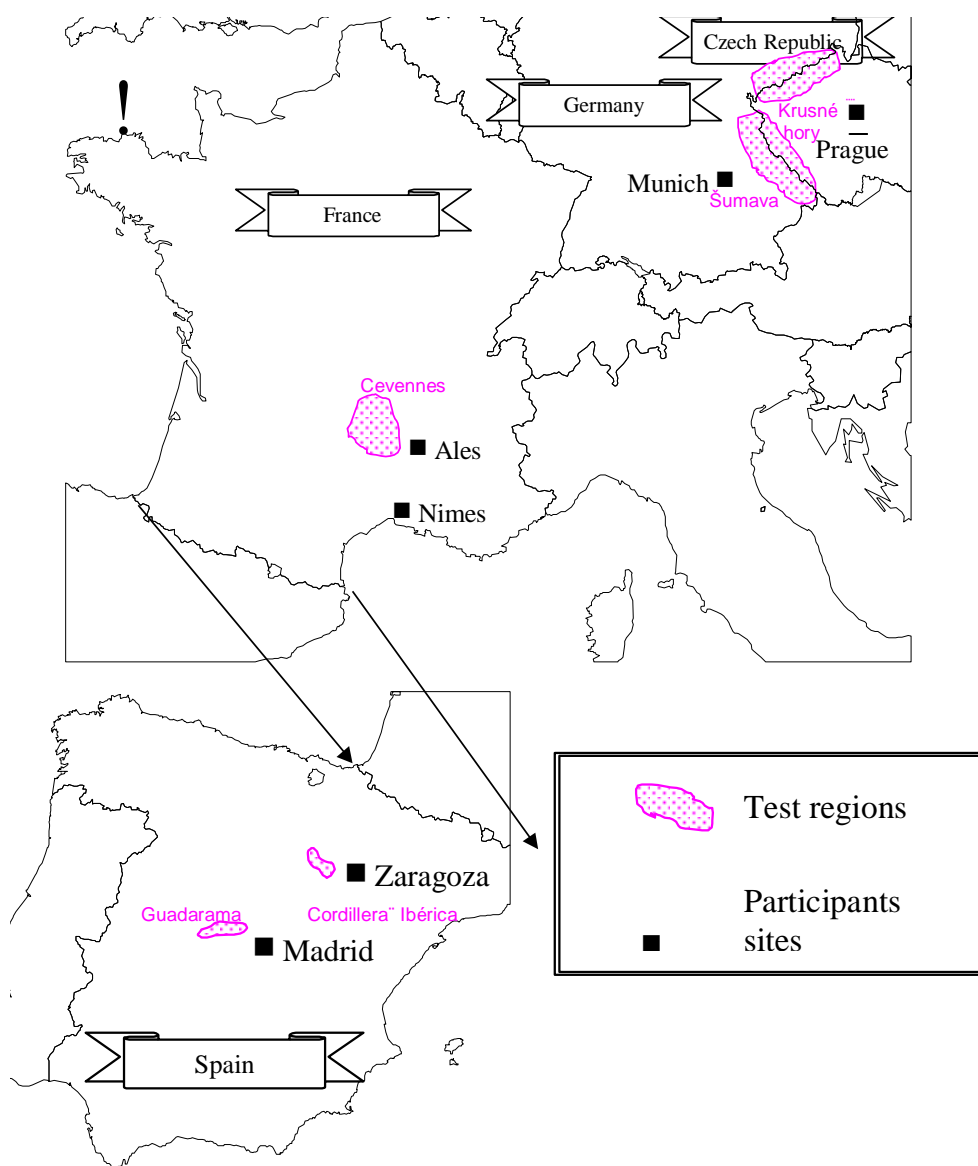 Czech Republic
Germany
Krusné
hory
Prague
Munich
Šumava
France
Cevennes
Ales
Nimes
Test regions
Zaragoza
Guadarama
Cordillera¨ Ibérica
Participants
sites
Madrid
Spain